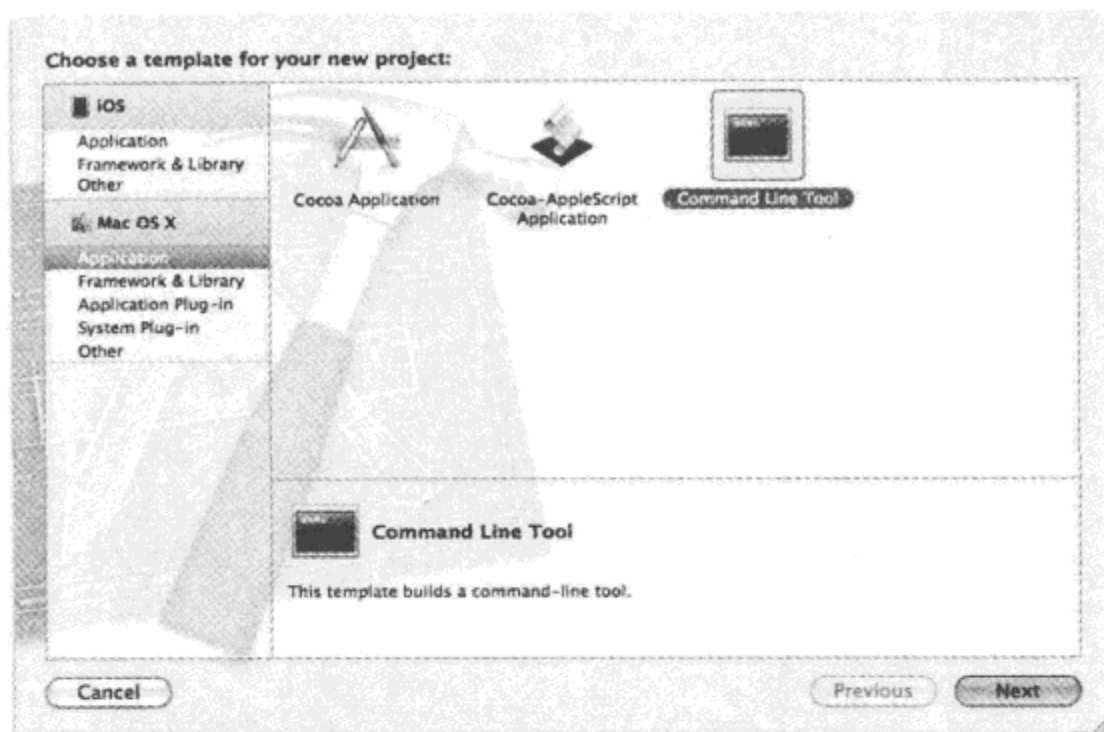 Choose a template for your new project:
iOS
Application
Framework & Library
Other
Mac OS X
Application
Framework & Library
Application Plug-in
System Plug-in
Other
Cocoa Application
Cocoa-AppleScript
Application
Command Line Tool
Command Line Tool
This template builds a command-line tool.
Cancel
Previous
Next